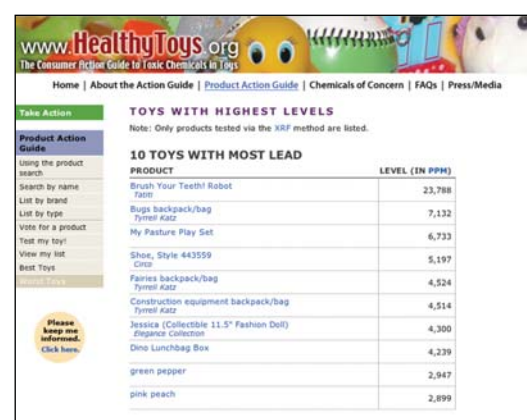 www.HealthyToys.org
The Consumer Action Guide to Toxic Chemicals in Toys
Home | About the Action Guide | Product Action Guide | Chemicals of Concern | FAQs | Press/Media
Take Action
Product Action
Guide
Using the product
search
Search by name
List by brand
List by type
Vote for a product
Test my toy!
View my list
Best Toys
Worst Toys
Please
keep me
informed.
Click here.
TOYS WITH HIGHEST LEVELS
Note: Only products tested via the XRF method are listed.
10 TOYS WITH MOST LEAD
PRODUCT LEVEL (IN PPM)
Brush Your Teeth! Robot 23,788
Tatiri
Bugs backpack/bag 7,132
Tyrrell Katz
My Pasture Play Set 6,733
Shoe, Style 443559 5,197
Circo
Fairies backpack/bag 4,524
Tyrrell Katz
Construction equipment backpack/bag 4,514
Tyrrell Katz
Jessica (Collectible 11.5" Fashion Doll) 4,300
Elegance Collection
Dino Lunchbag Box 4,239
green pepper 2,947
pink peach 2,899